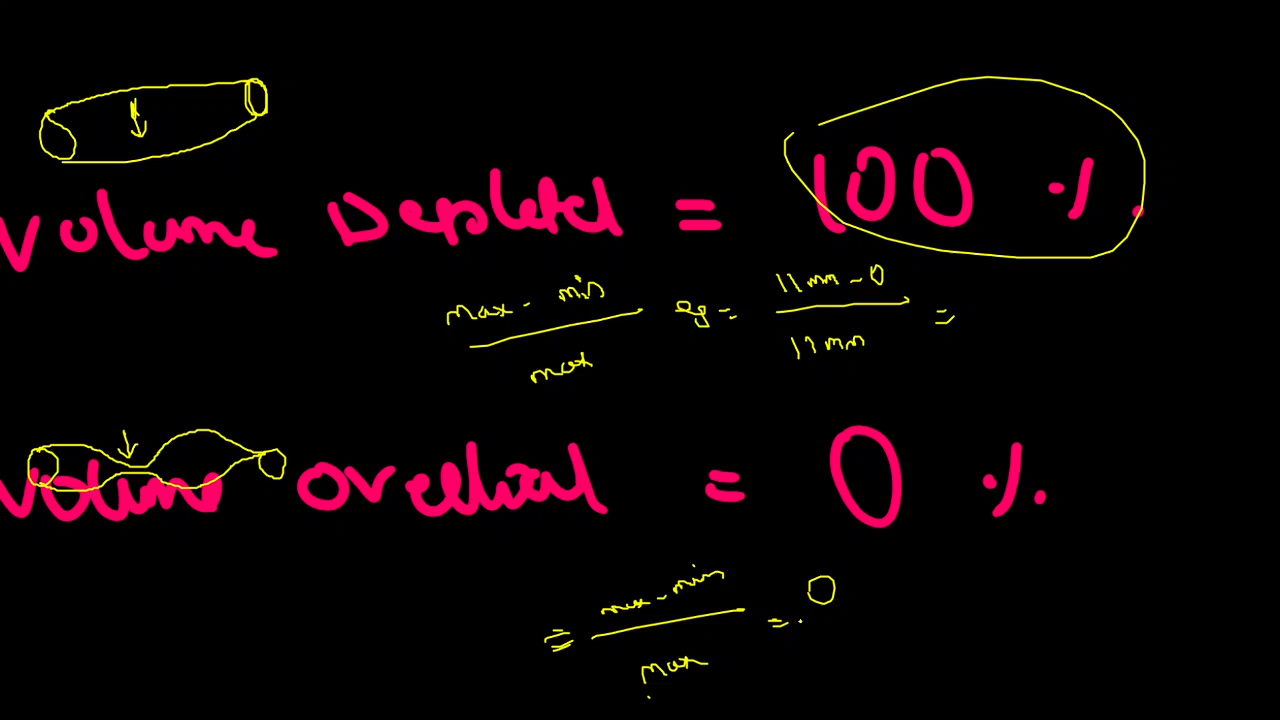 Volume Depleted = 100 %.
max - min / max eg = 11mm - 0 / 11mm =
Volume overload = 0 %.
= max - min / max = 0